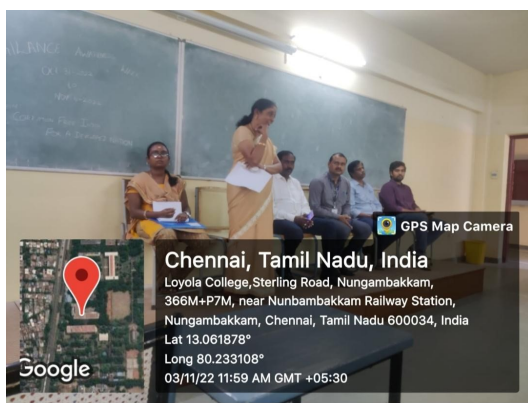 GPS Map Camera
Chennai, Tamil Nadu, India
Loyola College,Sterling Road, Nungambakkam,
366M+P7M, near Nunbambakkam Railway Station,
Nungambakkam, Chennai, Tamil Nadu 600034, India
Lat 13.061878°
Long 80.233108°
03/11/22 11:59 AM GMT +05:30
Google